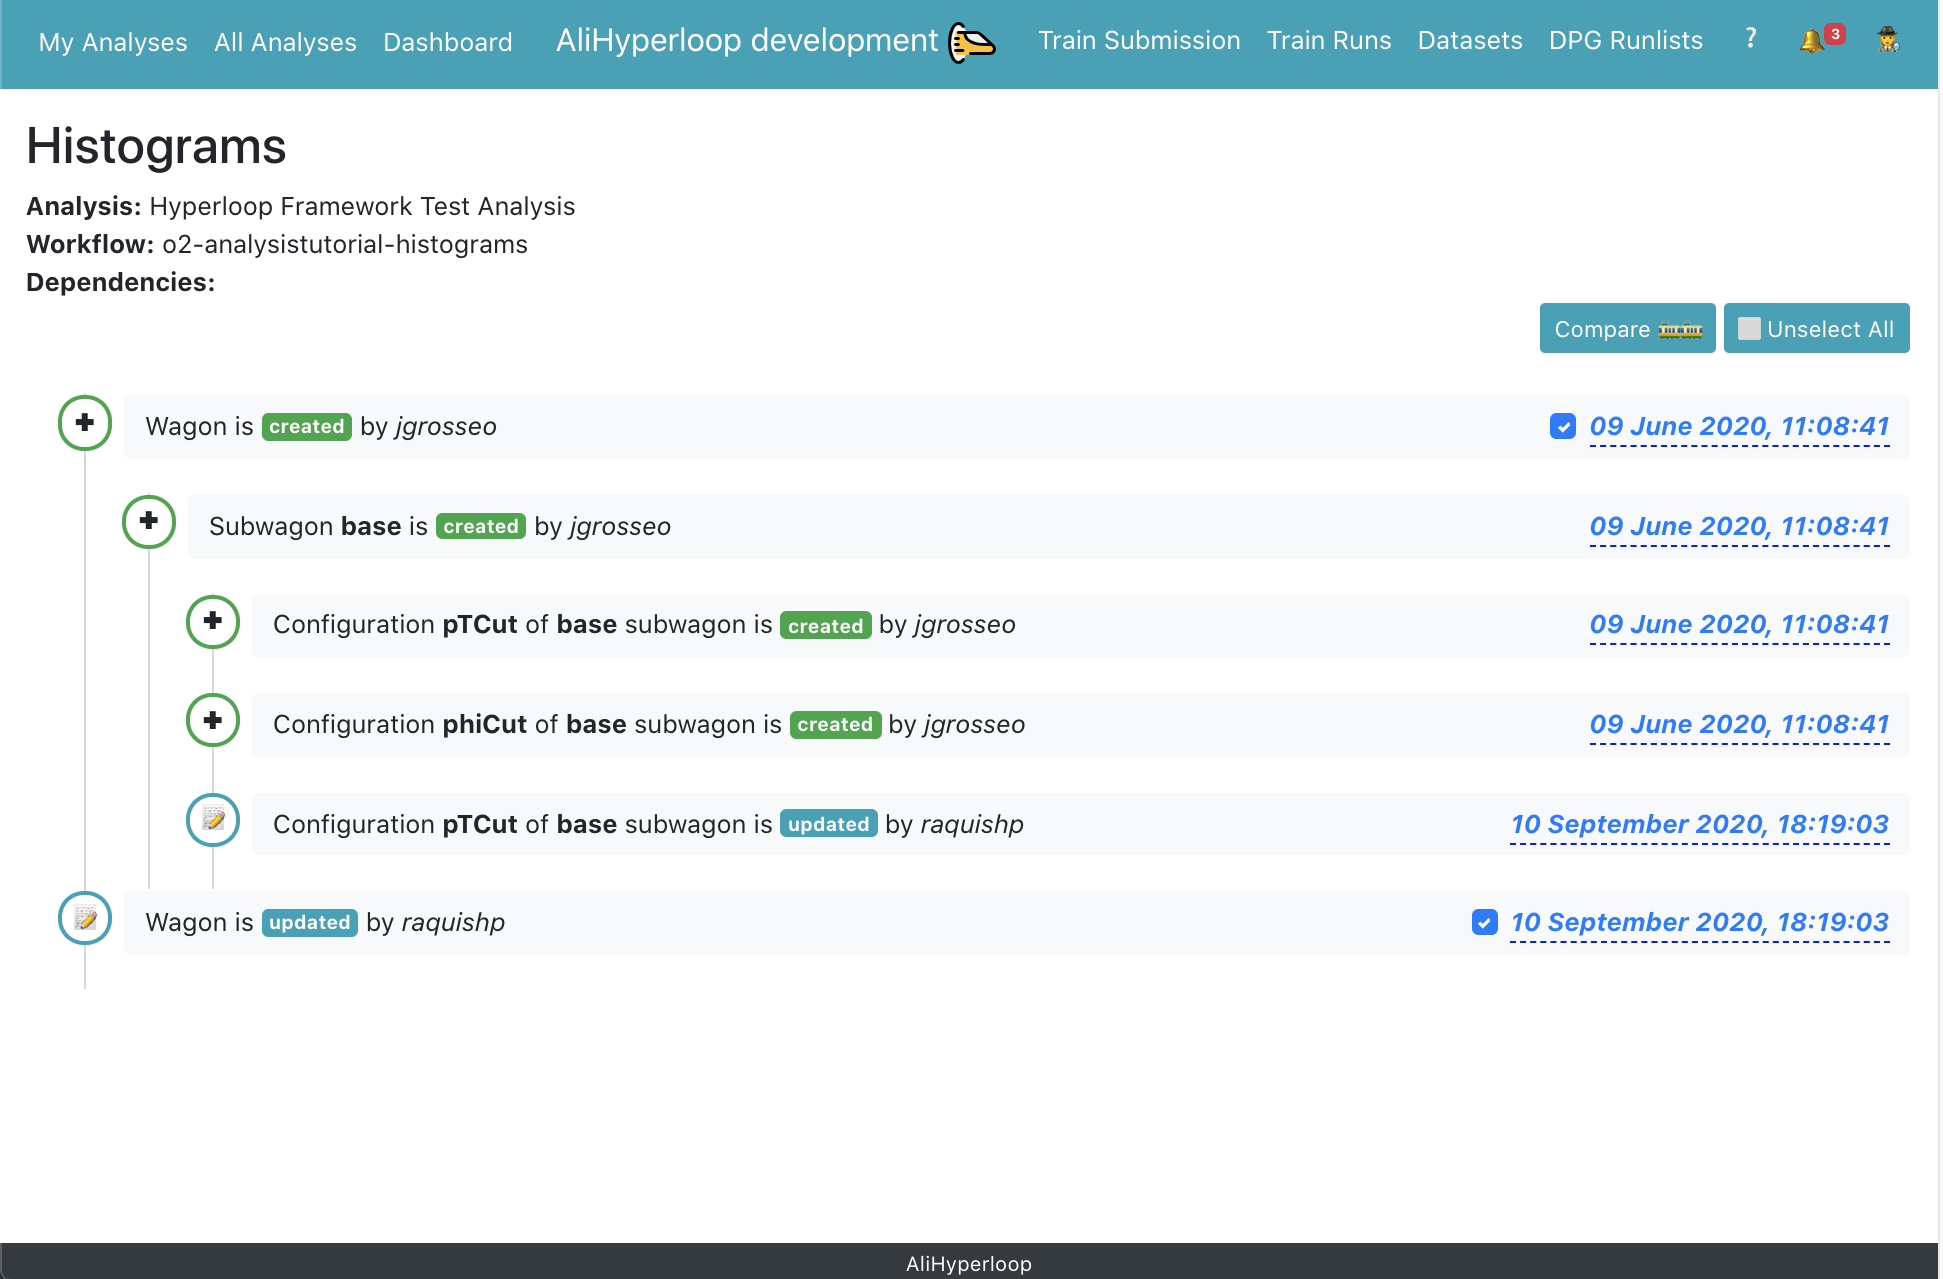 My Analyses All Analyses Dashboard AliHyperloop development Train Submission Train Runs Datasets DPG Runlists ? 3
Histograms
Analysis: Hyperloop Framework Test Analysis
Workflow: o2-analysistutorial-histograms
Dependencies:
Compare Unselect All
Wagon is created by jgrosseo 09 June 2020, 11:08:41
Subwagon base is created by jgrosseo 09 June 2020, 11:08:41
Configuration pTCut of base subwagon is created by jgrosseo 09 June 2020, 11:08:41
Configuration phiCut of base subwagon is created by jgrosseo 09 June 2020, 11:08:41
Configuration pTCut of base subwagon is updated by raquishp 10 September 2020, 18:19:03
Wagon is updated by raquishp 10 September 2020, 18:19:03
AliHyperloop